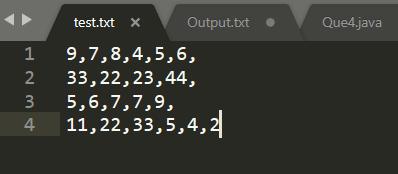 test.txt Output.txt Que4.java
1 9,7,8,4,5,6,
2 33,22,23,44,
3 5,6,7,7,9,
4 11,22,33,5,4,2